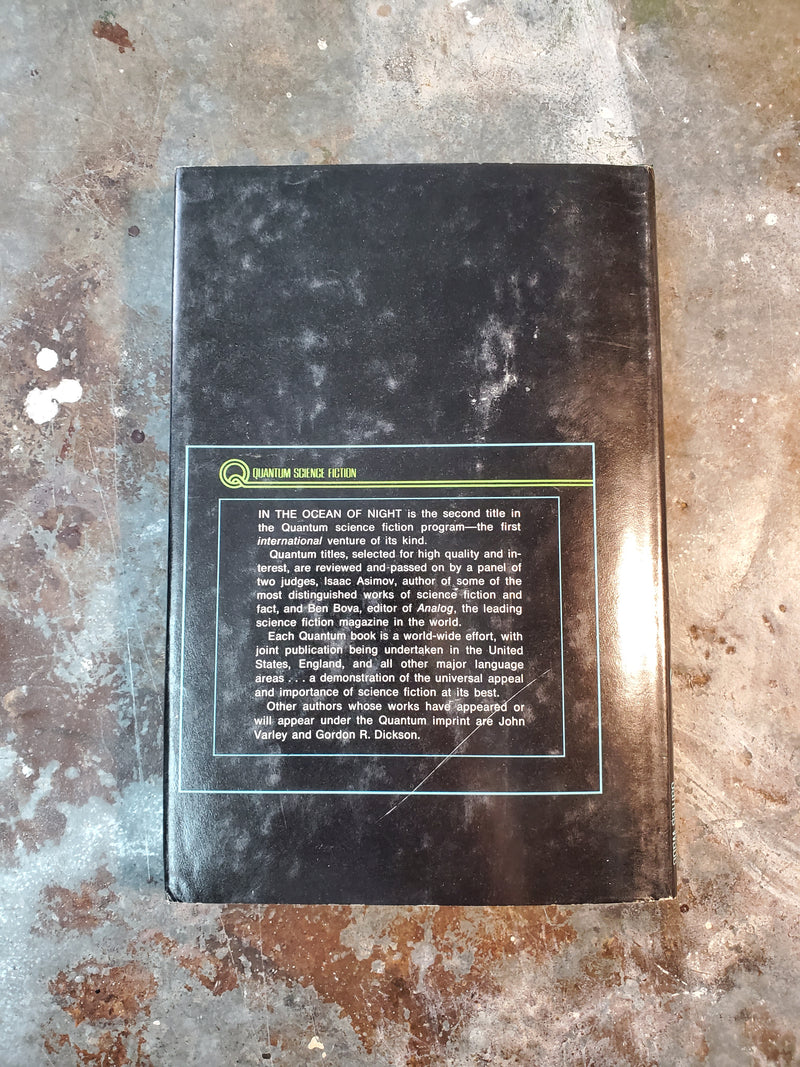 QUANTUM SCIENCE FICTION
IN THE OCEAN OF NIGHT is the second title in
the Quantum science fiction program—the first
international venture of its kind.
Quantum titles, selected for high quality and in-
terest, are reviewed and passed on by a panel of
two judges, Isaac Asimov, author of some of the
most distinguished works of science fiction and
fact, and Ben Bova, editor of Analog, the leading
science fiction magazine in the world.
Each Quantum book is a world-wide effort, with
joint publication being undertaken in the United
States, England, and all other major language
areas . . . a demonstration of the universal appeal
and importance of science fiction at its best.
Other authors whose works have appeared or
will appear under the Quantum imprint are John
Varley and Gordon R. Dickson.